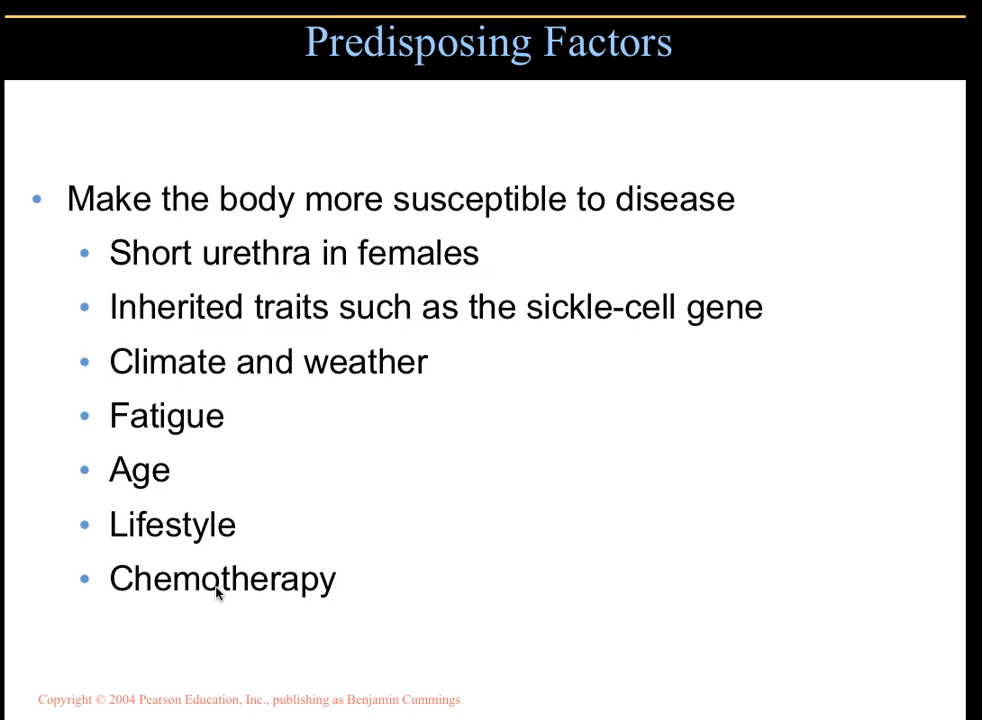 Predisposing Factors
• Make the body more susceptible to disease
• Short urethra in females
• Inherited traits such as the sickle-cell gene
• Climate and weather
• Fatigue
• Age
• Lifestyle
• Chemotherapy
Copyright © 2004 Pearson Education, Inc., publishing as Benjamin Cummings